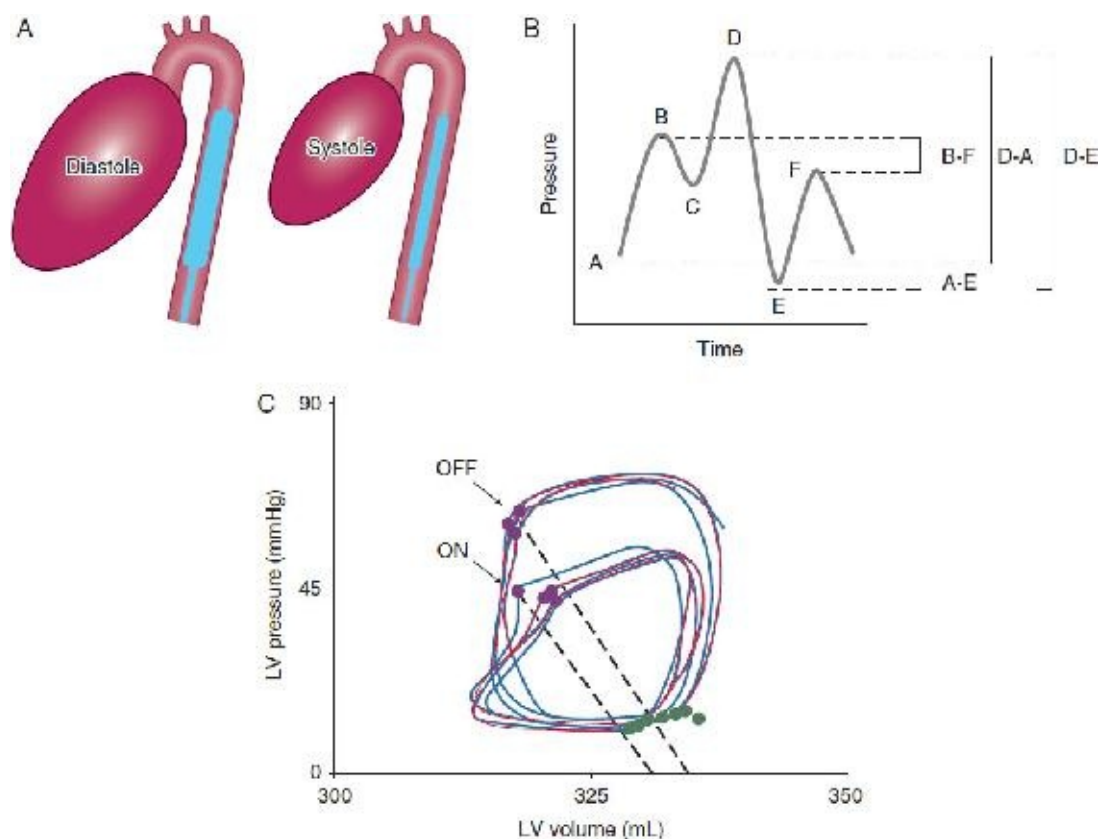 A
Diastole
Systole
B
Pressure
Time
A
B
C
D
E
F
B-F
D-A
D-E
A-E
C
LV pressure (mmHg)
90
45
0
OFF
ON
300
325
350
LV volume (mL)